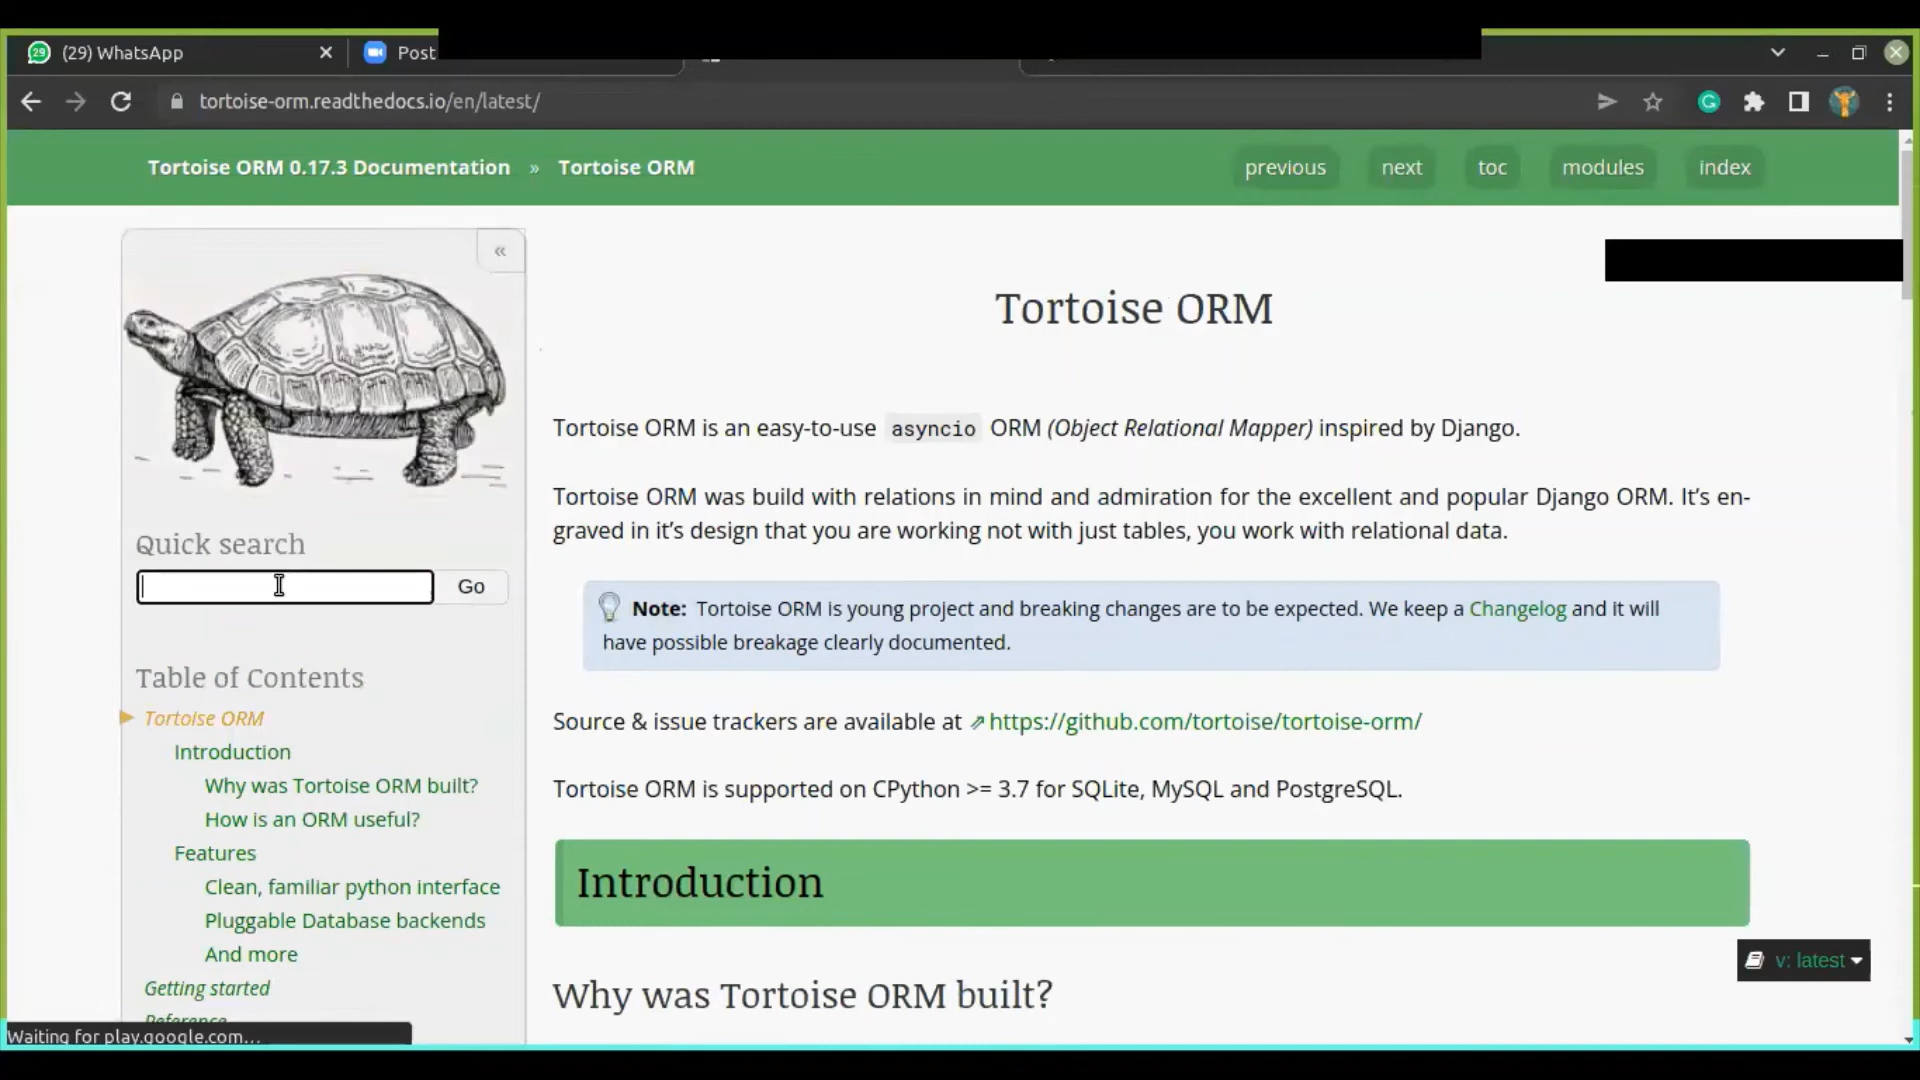 29 (29) WhatsApp
Post
tortoise-orm.readthedocs.io/en/latest/
Tortoise ORM 0.17.3 Documentation » Tortoise ORM
previous next toc modules index
«
Tortoise ORM
Tortoise ORM is an easy-to-use asyncio ORM (Object Relational Mapper) inspired by Django.
Tortoise ORM was build with relations in mind and admiration for the excellent and popular Django ORM. It’s en-
graved in it’s design that you are working not with just tables, you work with relational data.
Quick search
Go
Note: Tortoise ORM is young project and breaking changes are to be expected. We keep a Changelog and it will
have possible breakage clearly documented.
Table of Contents
Tortoise ORM
Introduction
Why was Tortoise ORM built?
How is an ORM useful?
Features
Clean, familiar python interface
Pluggable Database backends
And more
Getting started
Reference
Source & issue trackers are available at https://github.com/tortoise/tortoise-orm/
Tortoise ORM is supported on CPython >= 3.7 for SQLite, MySQL and PostgreSQL.
Introduction
Why was Tortoise ORM built?
v: latest
Waiting for play.google.com...